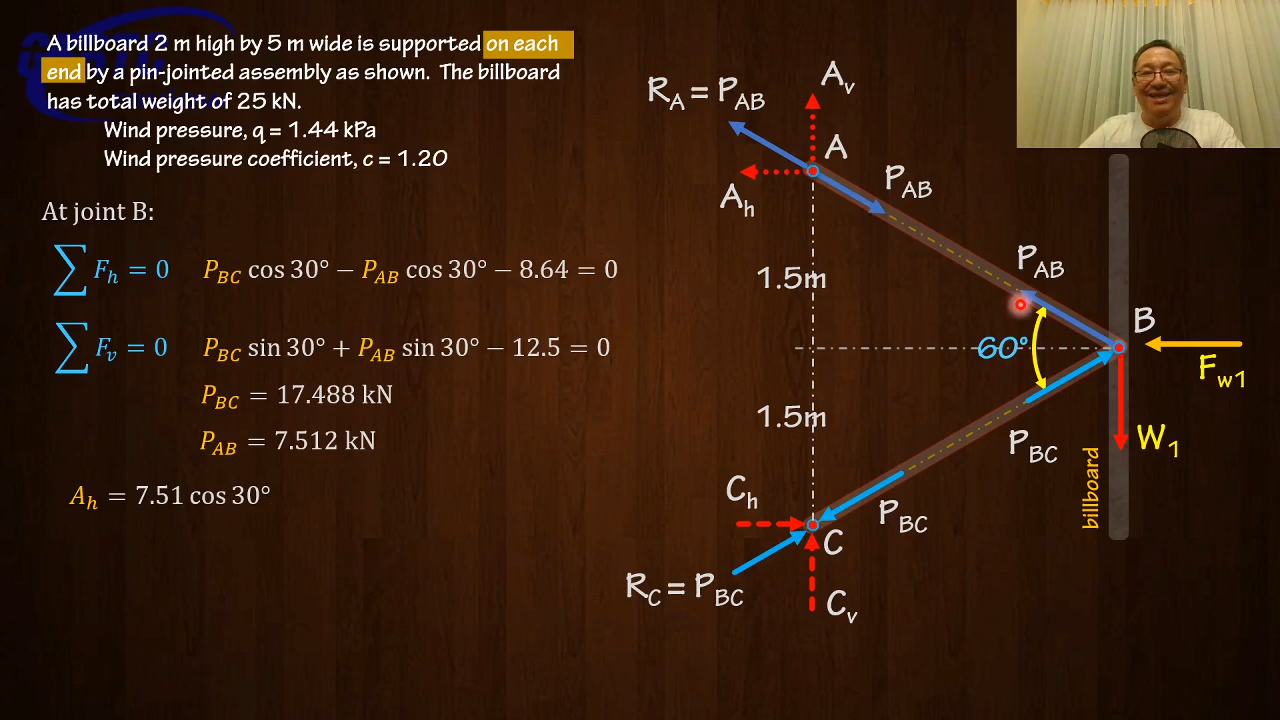 A billboard 2 m high by 5 m wide is supported on each
end by a pin-jointed assembly as shown. The billboard
has total weight of 25 kN.
Wind pressure, q = 1.44 kPa
Wind pressure coefficient, c = 1.20
At joint B:
∑ F_h = 0 P_BC cos 30° − P_AB cos 30° − 8.64 = 0
∑ F_v = 0 P_BC sin 30° + P_AB sin 30° − 12.5 = 0
P_BC = 17.488 kN
P_AB = 7.512 kN
A_h = 7.51 cos 30°
R_A = P_AB
A_v
A
A_h
P_AB
P_AB
1.5m
B
60°
F_w1
1.5m
P_BC
W_1
billboard
C_h
P_BC
C
R_C = P_BC
C_v